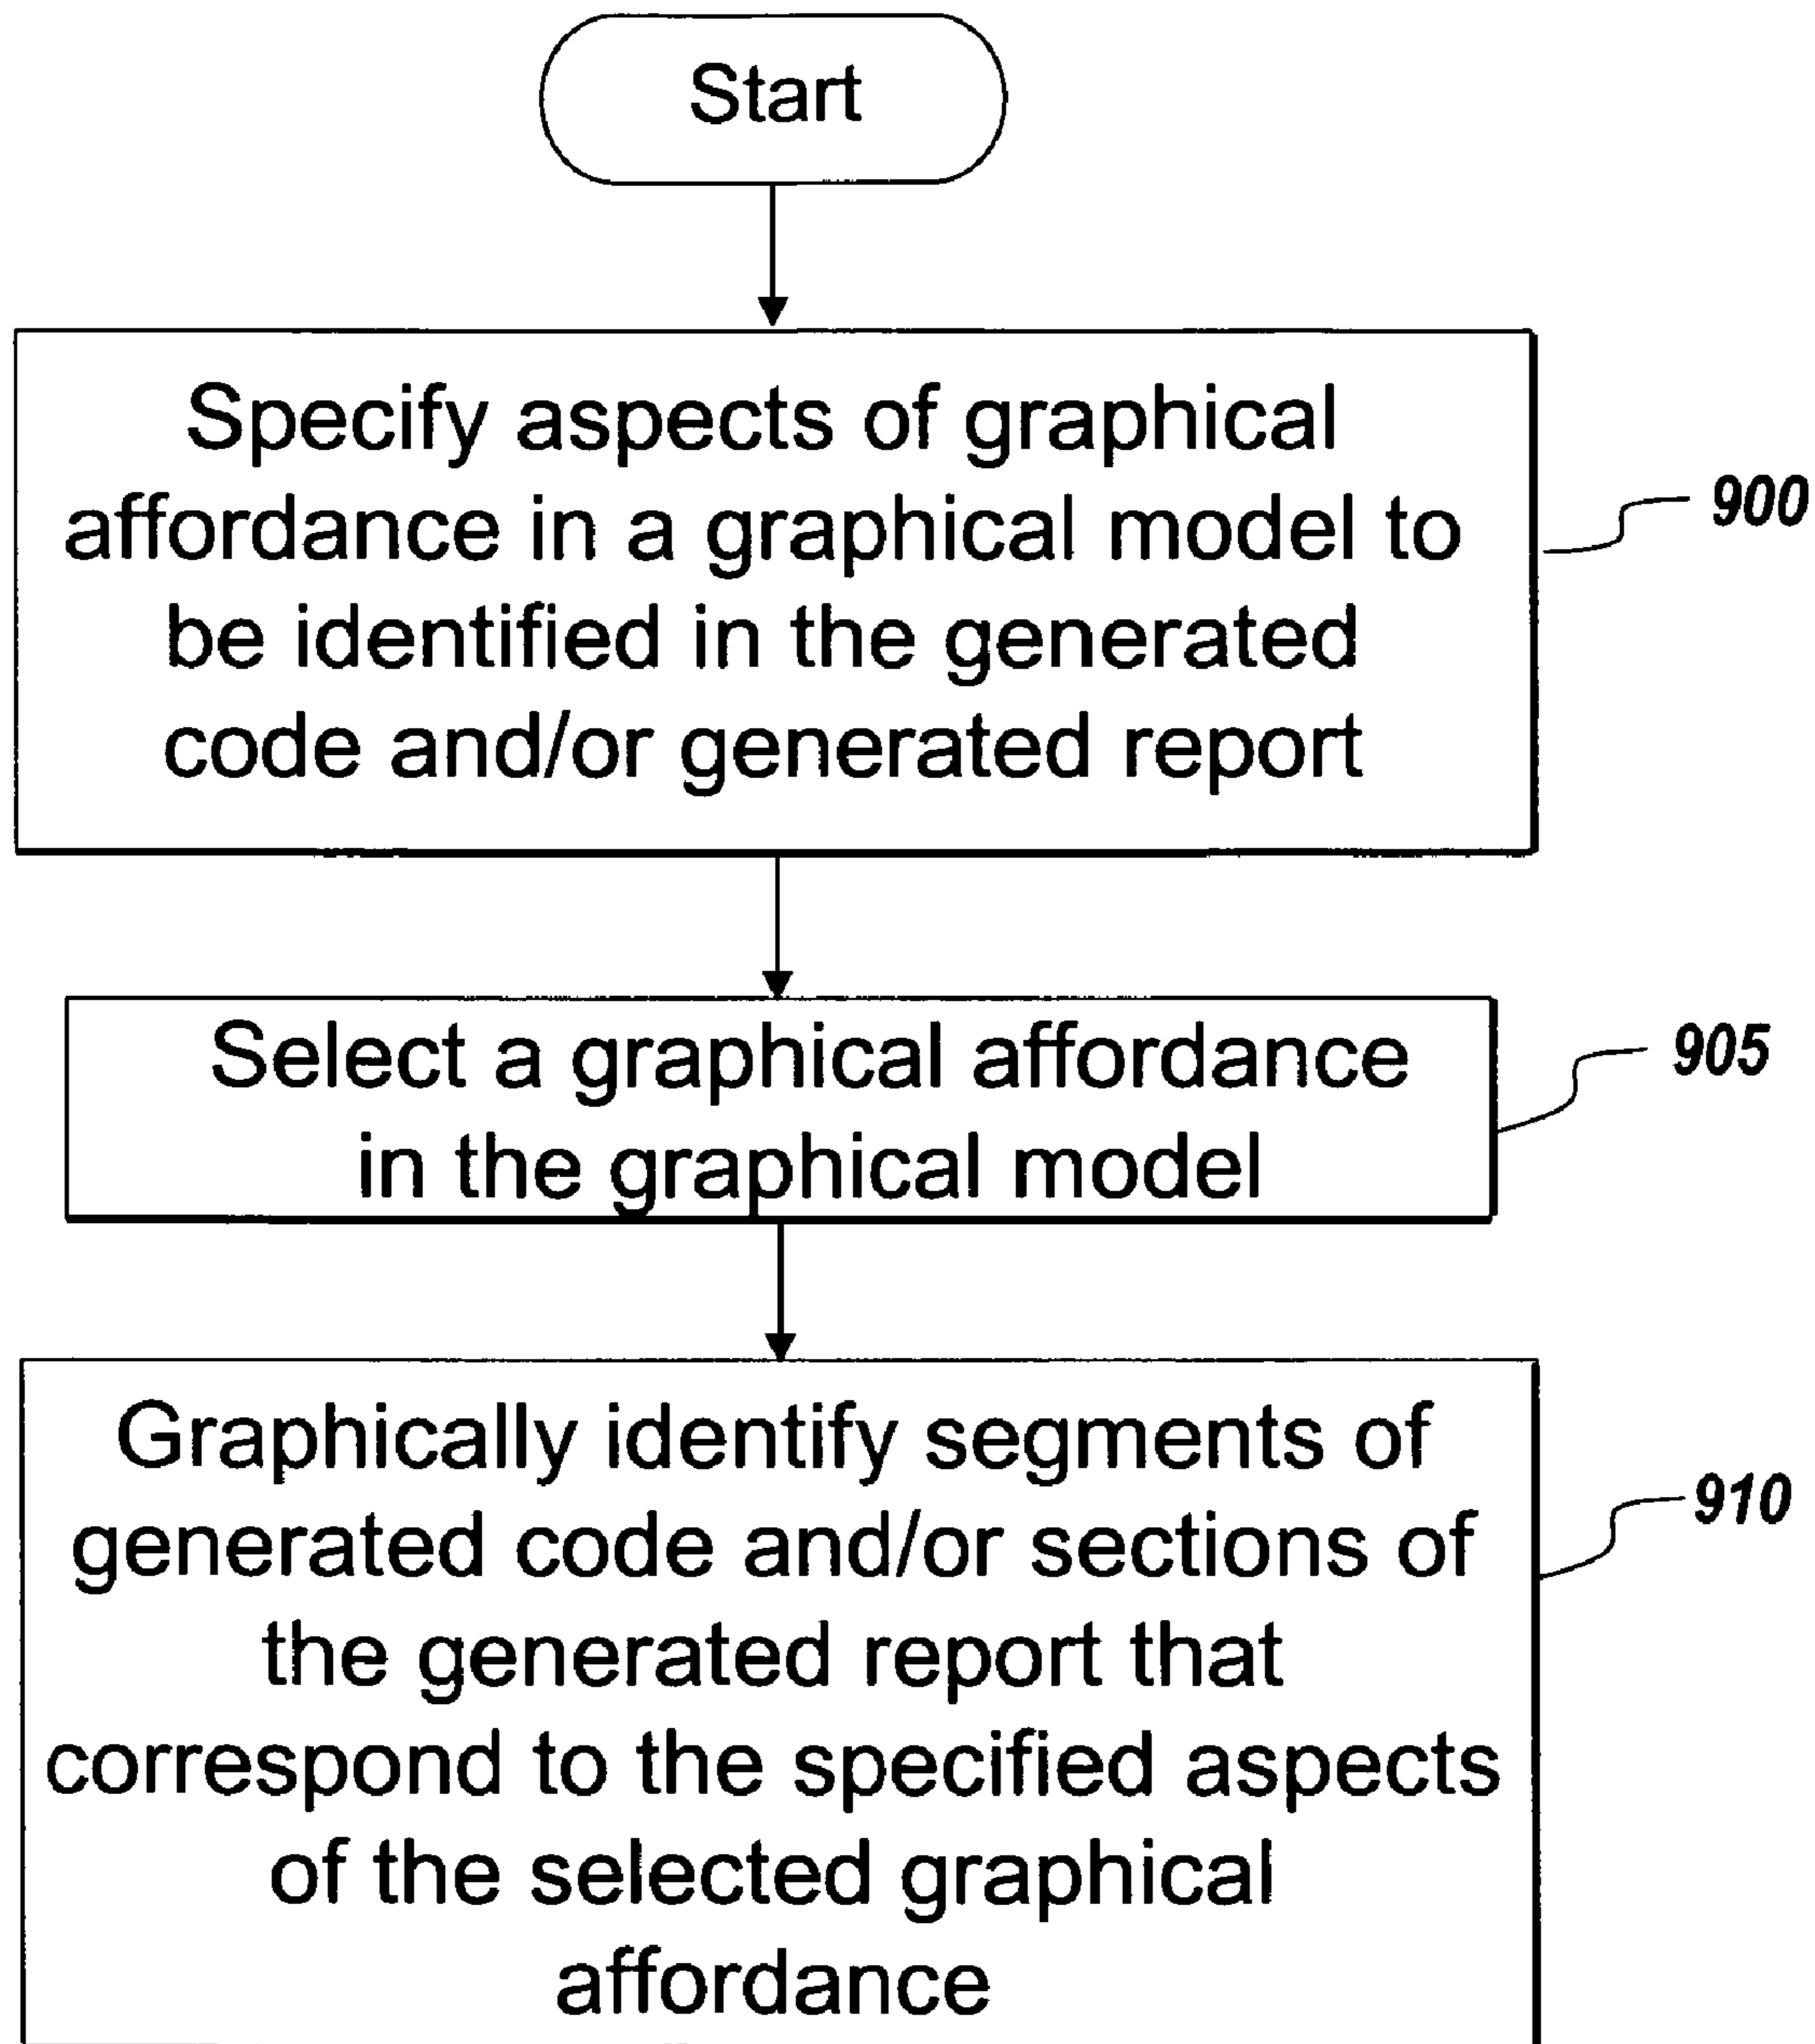 Start
Specify aspects of graphical
affordance in a graphical model to
be identified in the generated
code and/or generated report
900
Select a graphical affordance
in the graphical model
905
Graphically identify segments of
generated code and/or sections of
the generated report that
correspond to the specified aspects
of the selected graphical
affordance
910